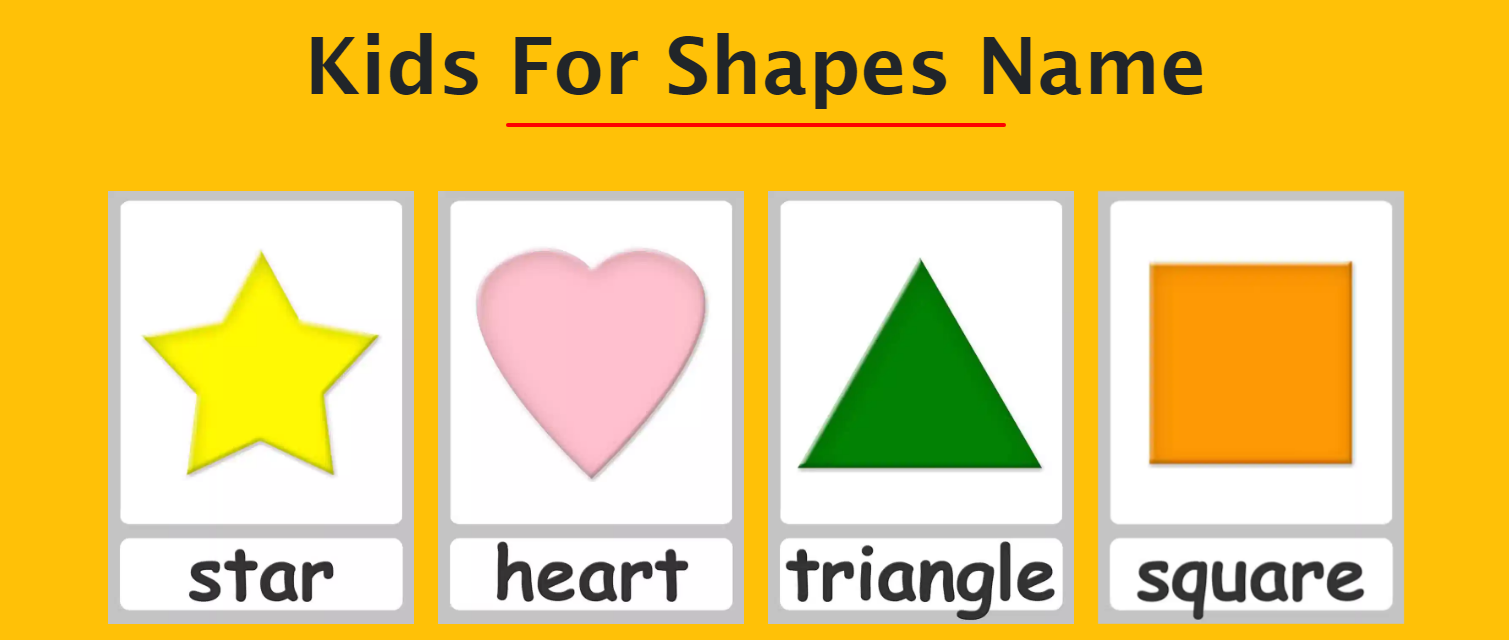 Kids For Shapes Name
star
heart
triangle
square